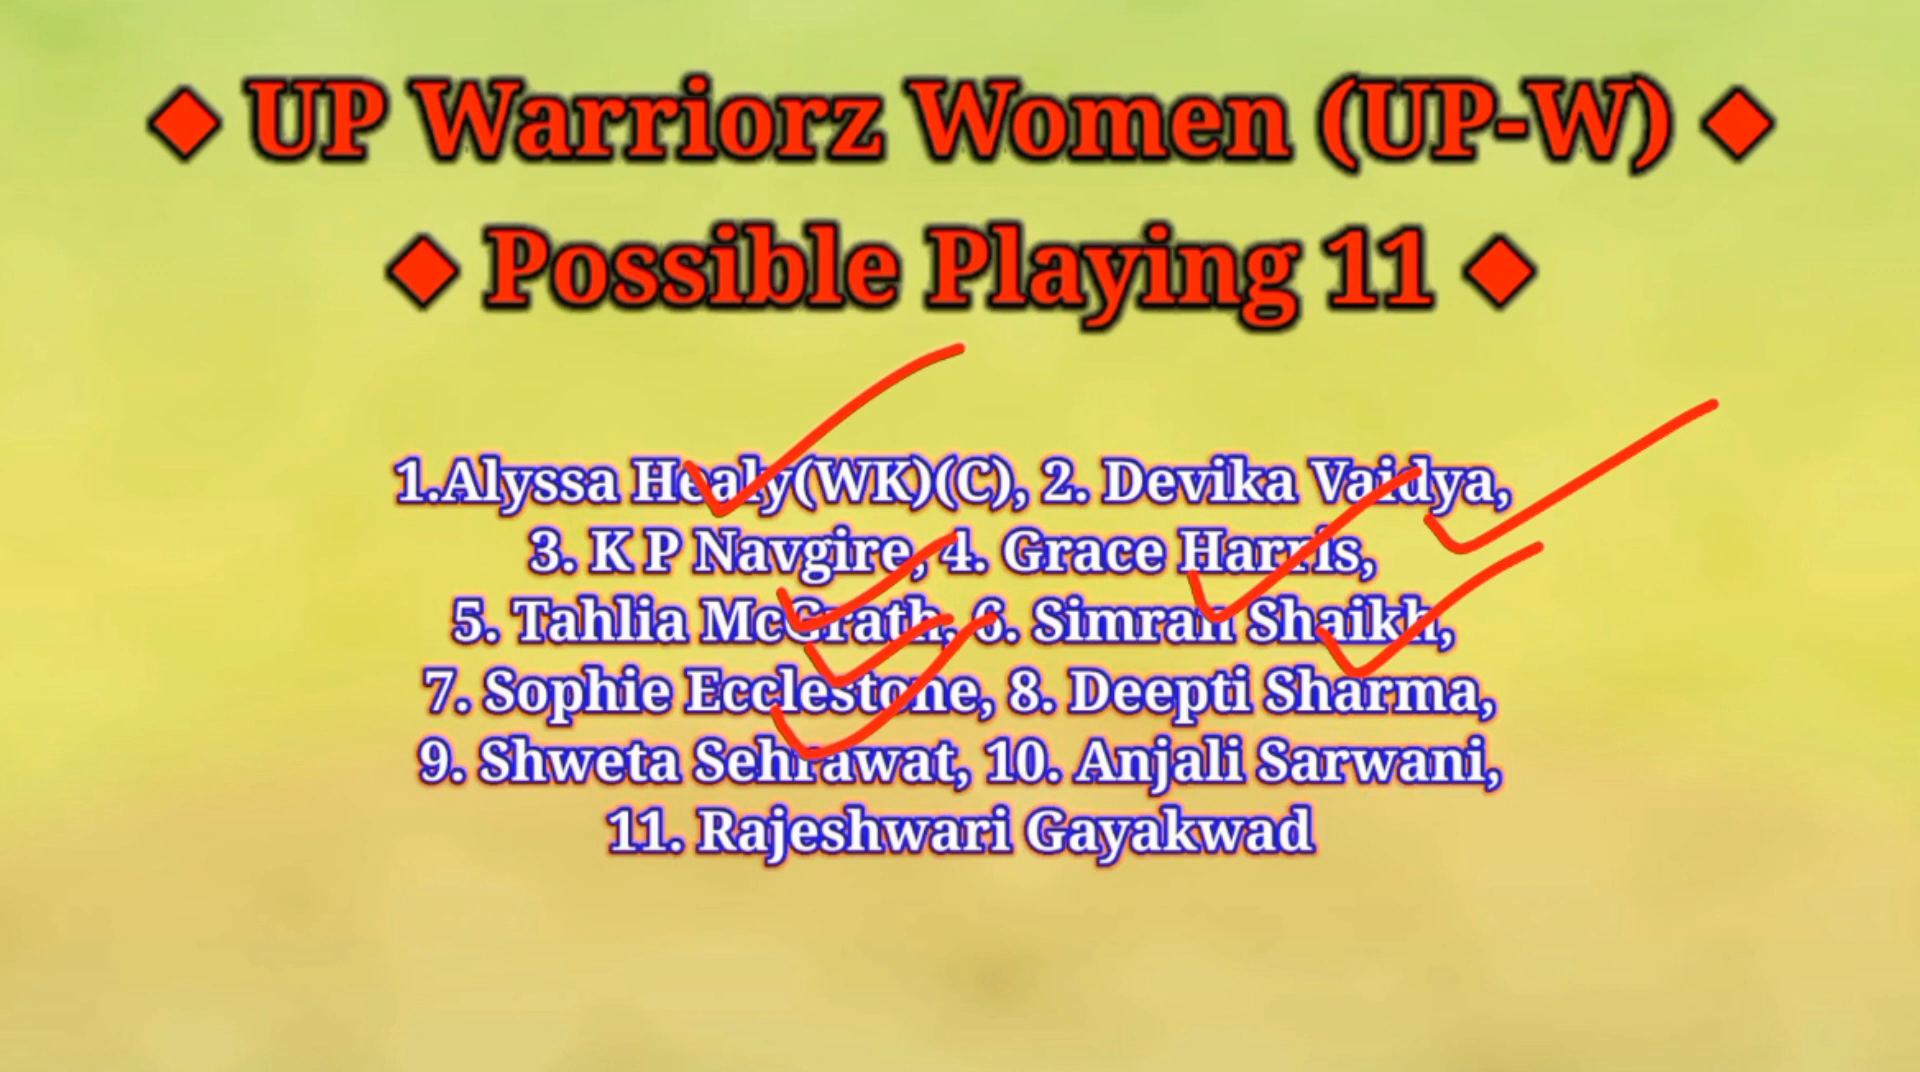 ◆ UP Warriorz Women (UP-W) ◆
◆ Possible Playing 11 ◆
1.Alyssa Healy(WK)(C), 2. Devika Vaidya,
3. K P Navgire, 4. Grace Harris,
5. Tahlia McGrath, 6. Simran Shaikh,
7. Sophie Ecclestone, 8. Deepti Sharma,
9. Shweta Sehrawat, 10. Anjali Sarwani,
11. Rajeshwari Gayakwad